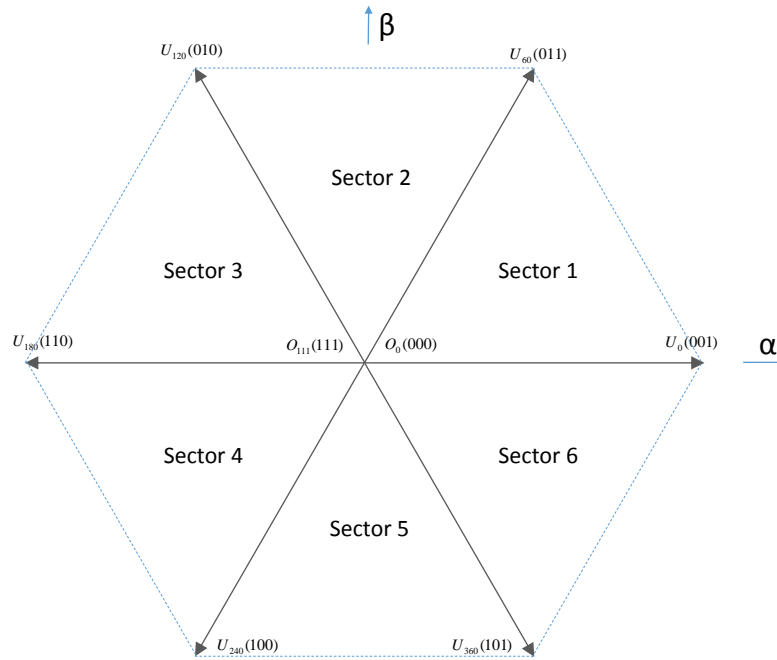 β
U120(010)
U60(011)
Sector 2
Sector 3
Sector 1
U180(110)
O111(111)
O0(000)
U0(001)
α
Sector 4
Sector 6
Sector 5
U240(100)
U360(101)